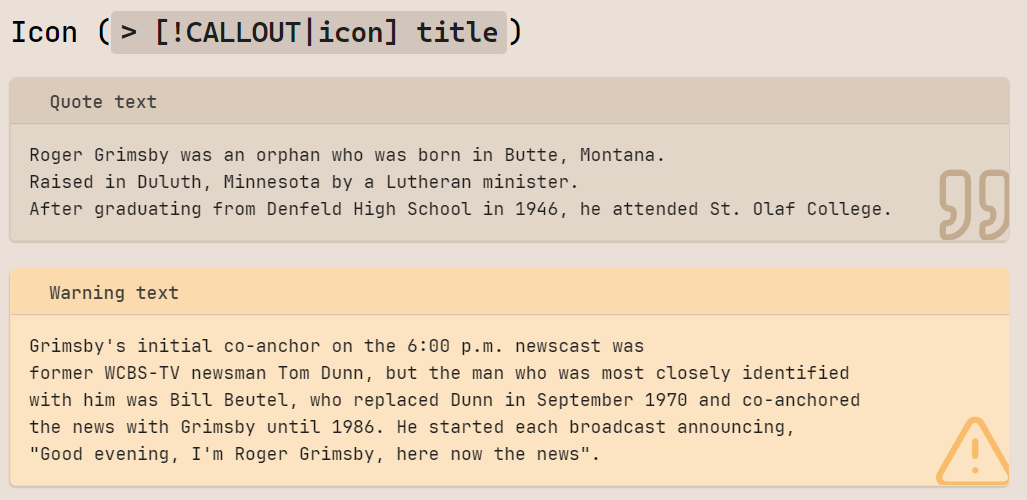 Icon (> [!CALLOUT|icon] title)
Quote text
Roger Grimsby was an orphan who was born in Butte, Montana.
Raised in Duluth, Minnesota by a Lutheran minister.
After graduating from Denfeld High School in 1946, he attended St. Olaf College.
Warning text
Grimsby's initial co-anchor on the 6:00 p.m. newscast was
former WCBS-TV newsman Tom Dunn, but the man who was most closely identified
with him was Bill Beutel, who replaced Dunn in September 1970 and co-anchored
the news with Grimsby until 1986. He started each broadcast announcing,
"Good evening, I'm Roger Grimsby, here now the news".